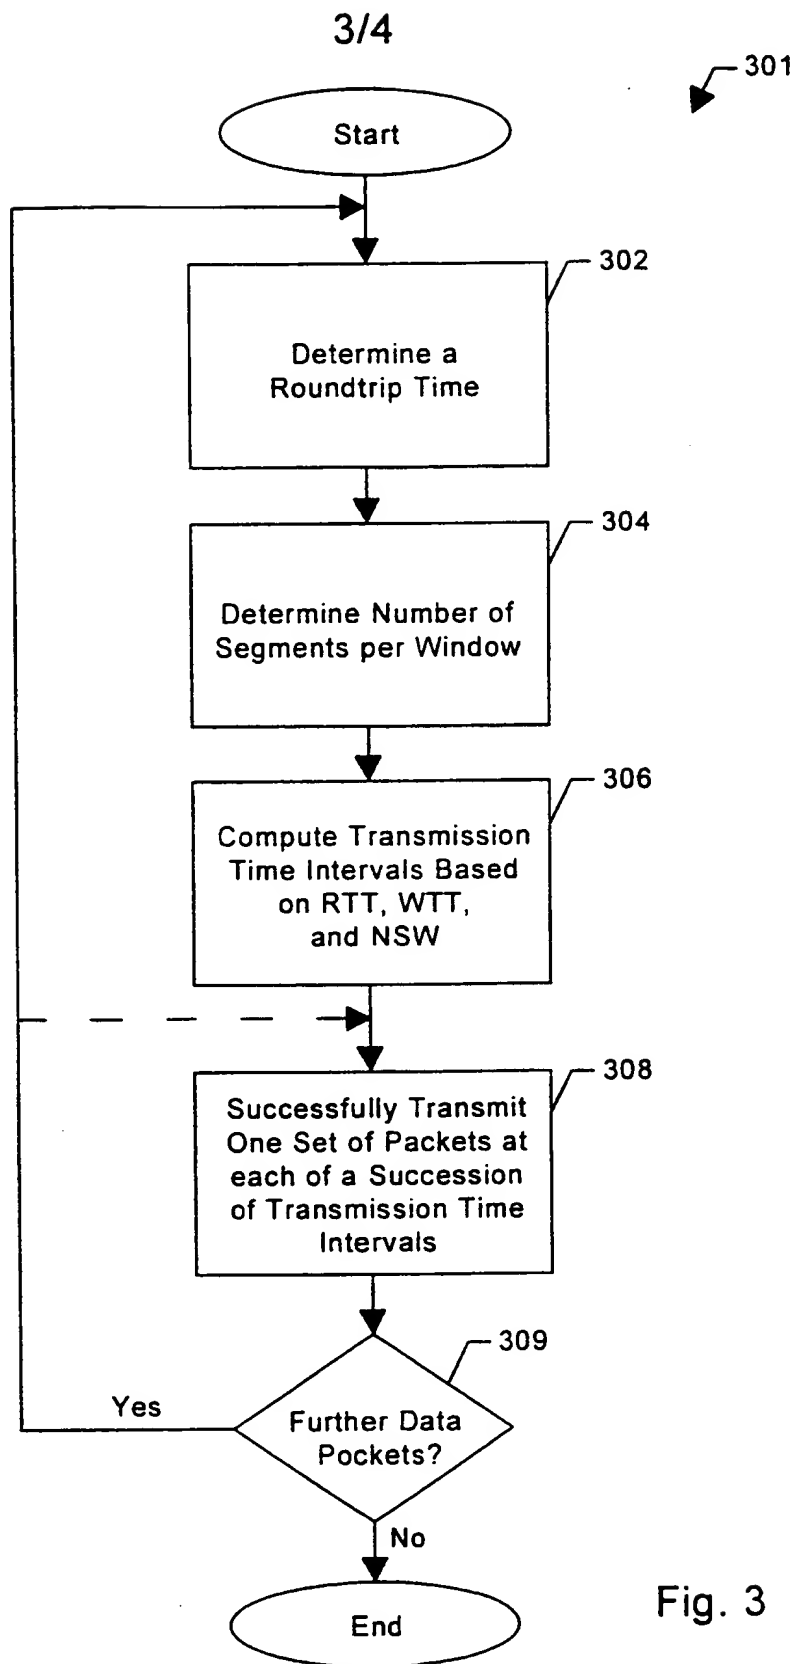 3/4
301
Start
302
Determine a
Roundtrip Time
304
Determine Number of
Segments per Window
306
Compute Transmission
Time Intervals Based
on RTT, WTT,
and NSW
308
Successfully Transmit
One Set of Packets at
each of a Succession
of Transmission Time
Intervals
309
Yes
Further Data
Pockets?
No
End
Fig. 3